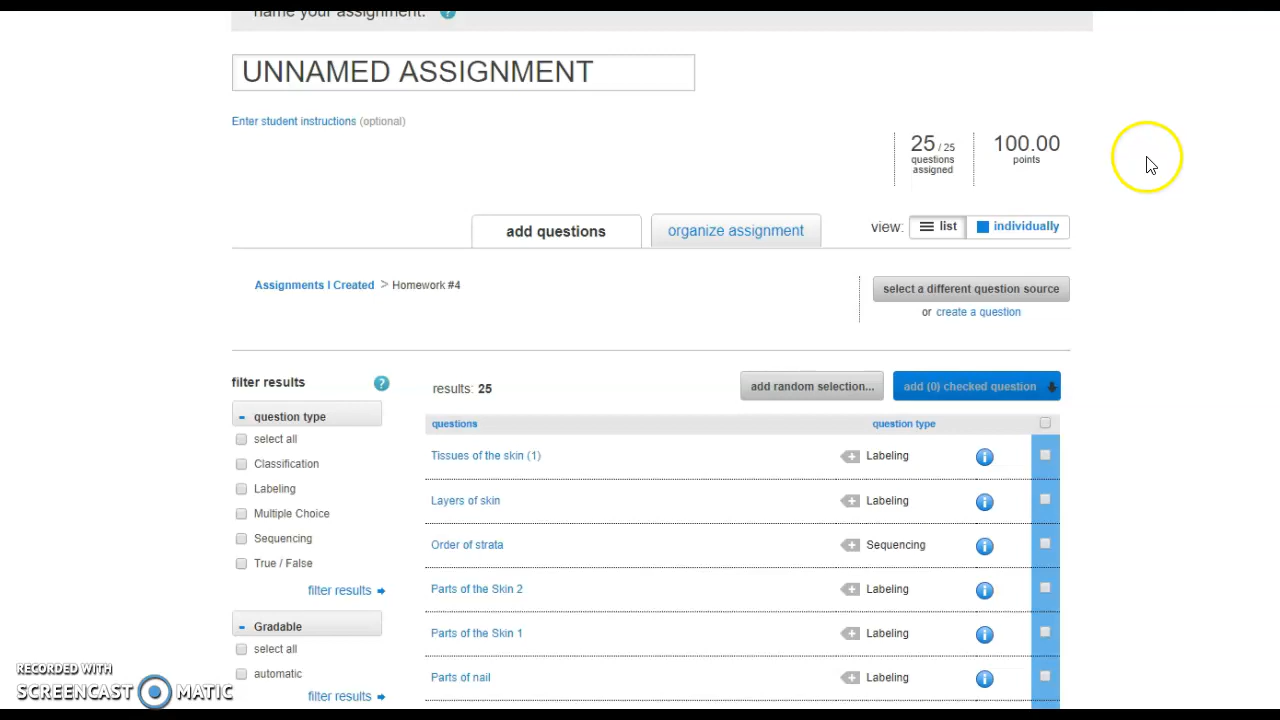 name your assignment: ?
UNNAMED ASSIGNMENT
Enter student instructions (optional)
25 / 25 questions assigned
100.00 points
add questions
organize assignment
view: list individually
Assignments I Created > Homework #4
select a different question source
or create a question
filter results ?
results: 25
add random selection...
add (0) checked question
- question type
questions question type
select all
Tissues of the skin (1) Labeling i
Classification
Labeling
Layers of skin Labeling i
Multiple Choice
Sequencing
Order of strata Sequencing i
True / False
filter results
Parts of the Skin 2 Labeling i
- Gradable
Parts of the Skin 1 Labeling i
select all
automatic
Parts of nail Labeling i
filter results
RECORDED WITH
SCREENCAST MATIC